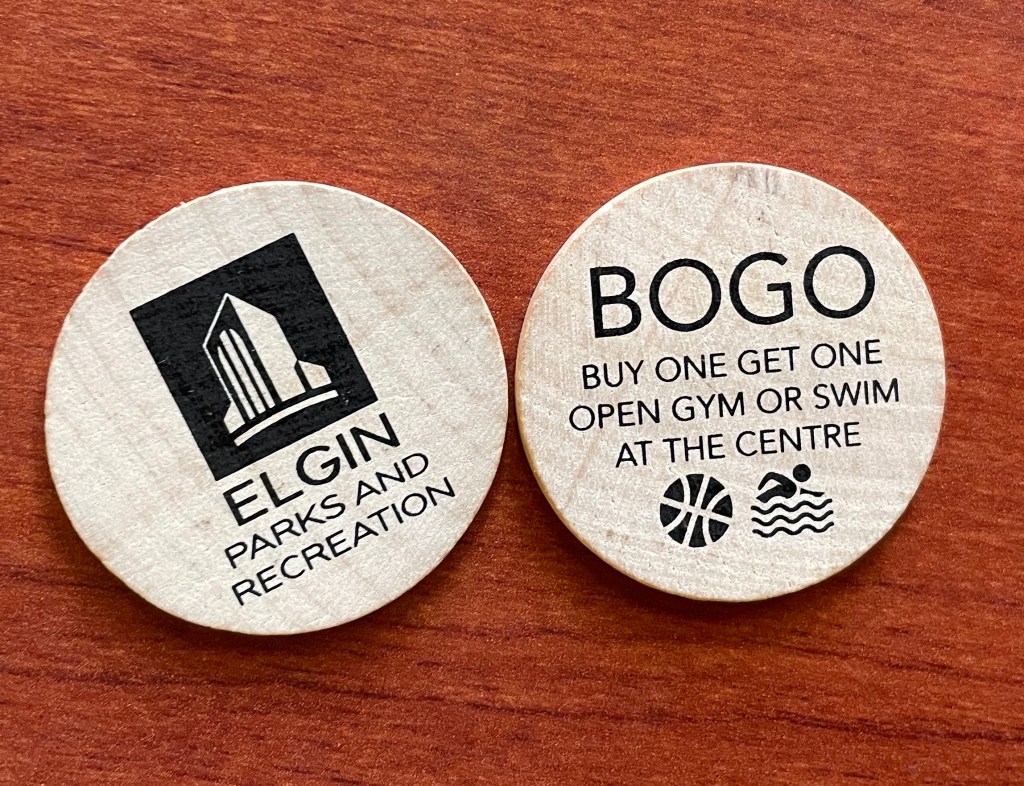 ELGIN
PARKS AND
RECREATION
BOGO
BUY ONE GET ONE
OPEN GYM OR SWIM
AT THE CENTRE